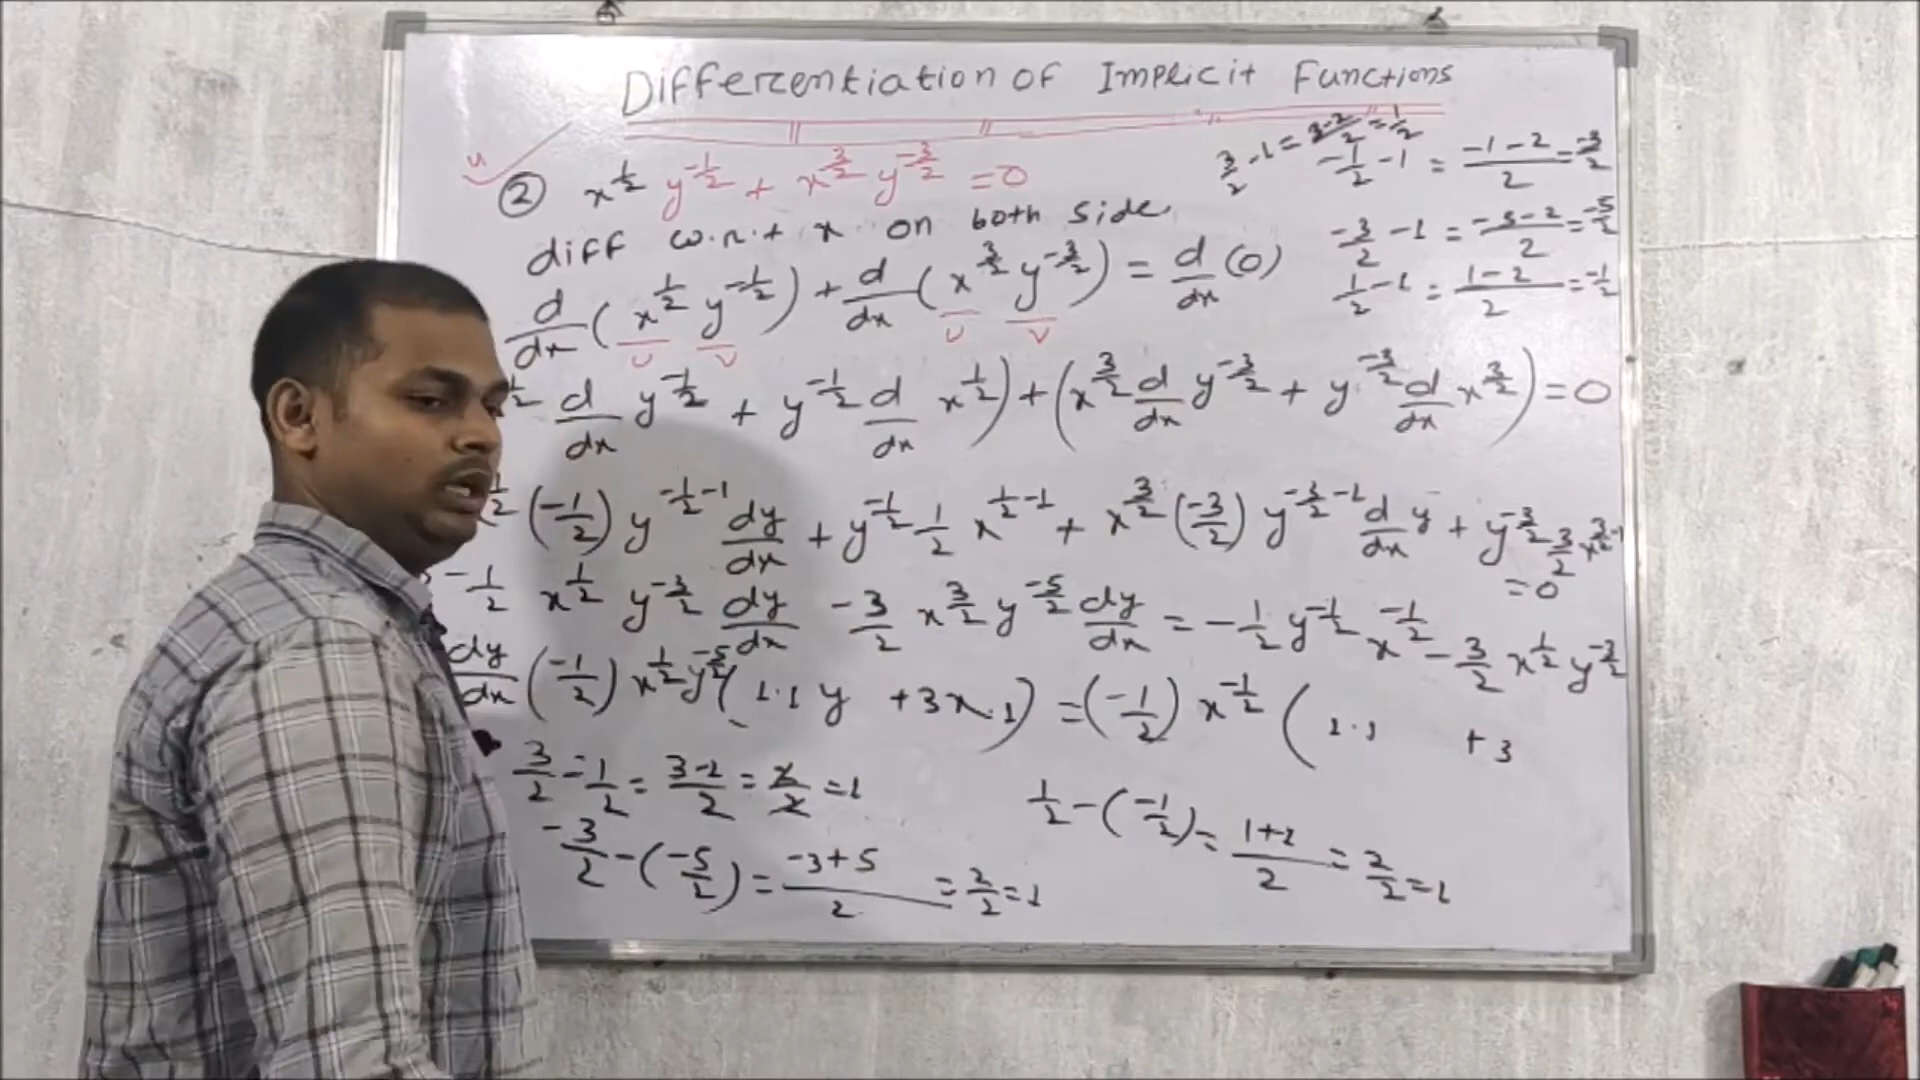 Differentiation of Implicit Functions
② x^{1/2} y^{-1/2} + x^{3/2} y^{-3/2} = 0
diff w.r.t x on both side
d/dx (x^{1/2} y^{-1/2}) + d/dx (x^{3/2} y^{-3/2}) = d/dx (0)
U V U V
3/2 - 1 = 3-2/2 = 1/2
-1/2 - 1 = -1-2/2 = -3/2
-3/2 - 1 = -3-2/2 = -5/2
1/2 - 1 = 1-2/2 = -1/2
d/dx y^{-1/2} + y^{-1/2} d/dx x^{1/2}) + (x^{3/2} d/dx y^{-3/2} + y^{-3/2} d/dx x^{3/2}) = 0
(-1/2) y^{-1/2-1} dy/dx + y^{-1/2} 1/2 x^{1/2-1} + x^{3/2} (-3/2) y^{-3/2-1} d/dx y + y^{-3/2} 3/2 x^{3/2-1}
= 0
-1/2 x^{1/2} y^{-3/2} dy/dx - 3/2 x^{3/2} y^{-5/2} dy/dx = -1/2 y^{-1/2} x^{-1/2} - 3/2 x^{1/2} y^{-3/2}
dy/dx (-1/2) x^{1/2} y^{-5/2} (1.1 y + 3x.1) = (-1/2) x^{-1/2} ( 1.1 + 3
3/2 - 1/2 = 3-1/2 = 2/2 = 1
-3/2 - (-5/2) = -3+5/2 = 2/2 = 1
1/2 - (-1/2) = 1+1/2 = 2/2 = 1